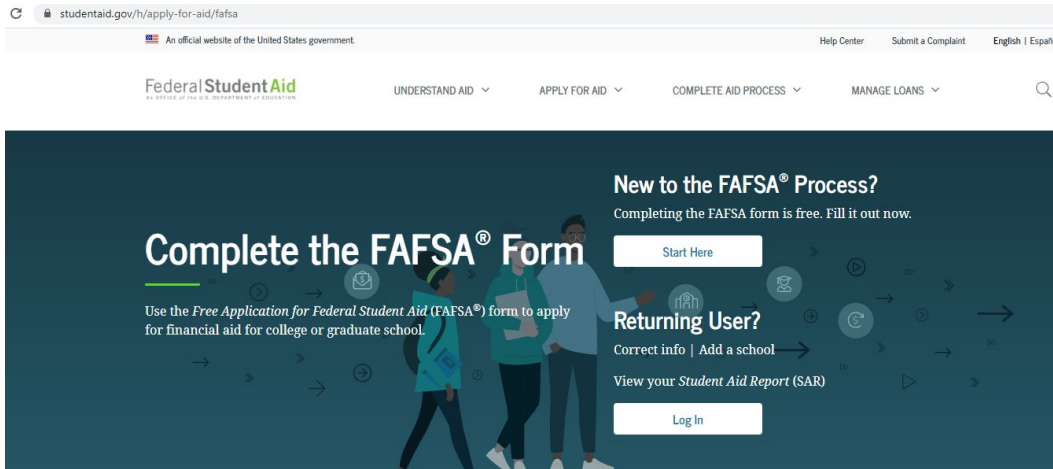 studentaid.gov/h/apply-for-aid/fafsa
An official website of the United States government.
Help Center Submit a Complaint English | Españ
Federal Student Aid
An OFFICE of the U.S. DEPARTMENT of EDUCATION
UNDERSTAND AID APPLY FOR AID COMPLETE AID PROCESS MANAGE LOANS
Complete the FAFSA® Form
Use the Free Application for Federal Student Aid (FAFSA®) form to apply
for financial aid for college or graduate school.
New to the FAFSA® Process?
Completing the FAFSA form is free. Fill it out now.
Start Here
Returning User?
Correct info | Add a school
View your Student Aid Report (SAR)
Log In